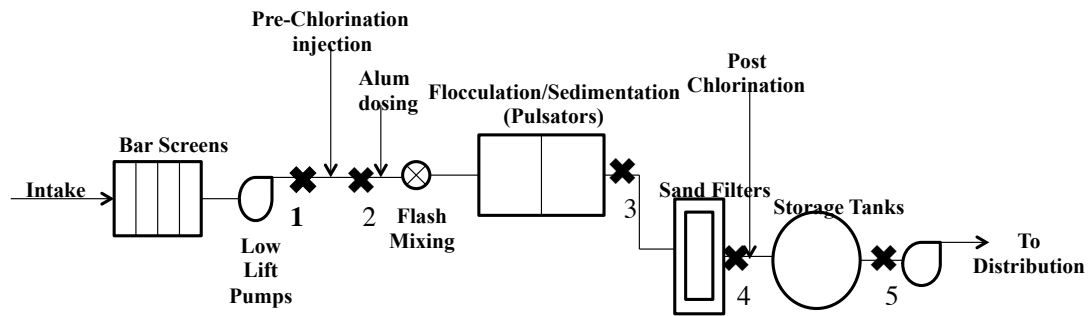 Pre-Chlorination
injection
Alum
dosing
Flocculation/Sedimentation
(Pulsators)
Post
Chlorination
Bar Screens
Intake
Low
Lift
Pumps
1
2
Flash
Mixing
3
Sand Filters
4
Storage Tanks
5
To
Distribution